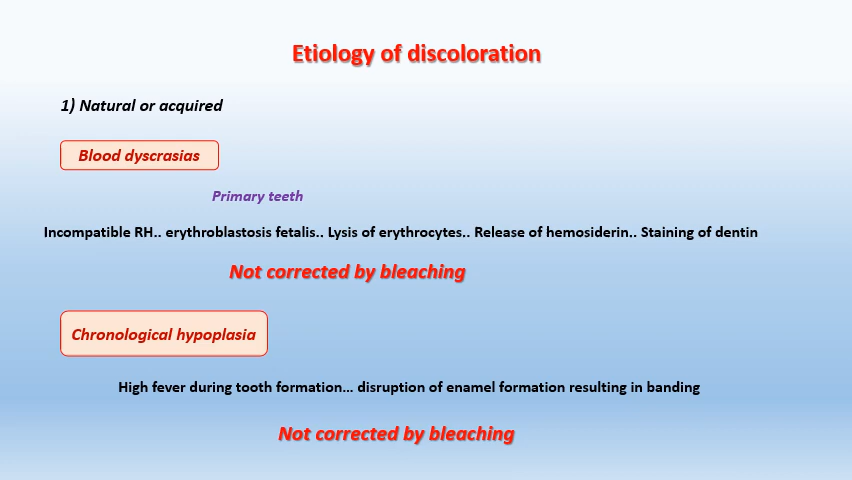 Etiology of discoloration
1) Natural or acquired
Blood dyscrasias
Primary teeth
Incompatible RH.. erythroblastosis fetalis.. Lysis of erythrocytes.. Release of hemosiderin.. Staining of dentin
Not corrected by bleaching
Chronological hypoplasia
High fever during tooth formation... disruption of enamel formation resulting in banding
Not corrected by bleaching